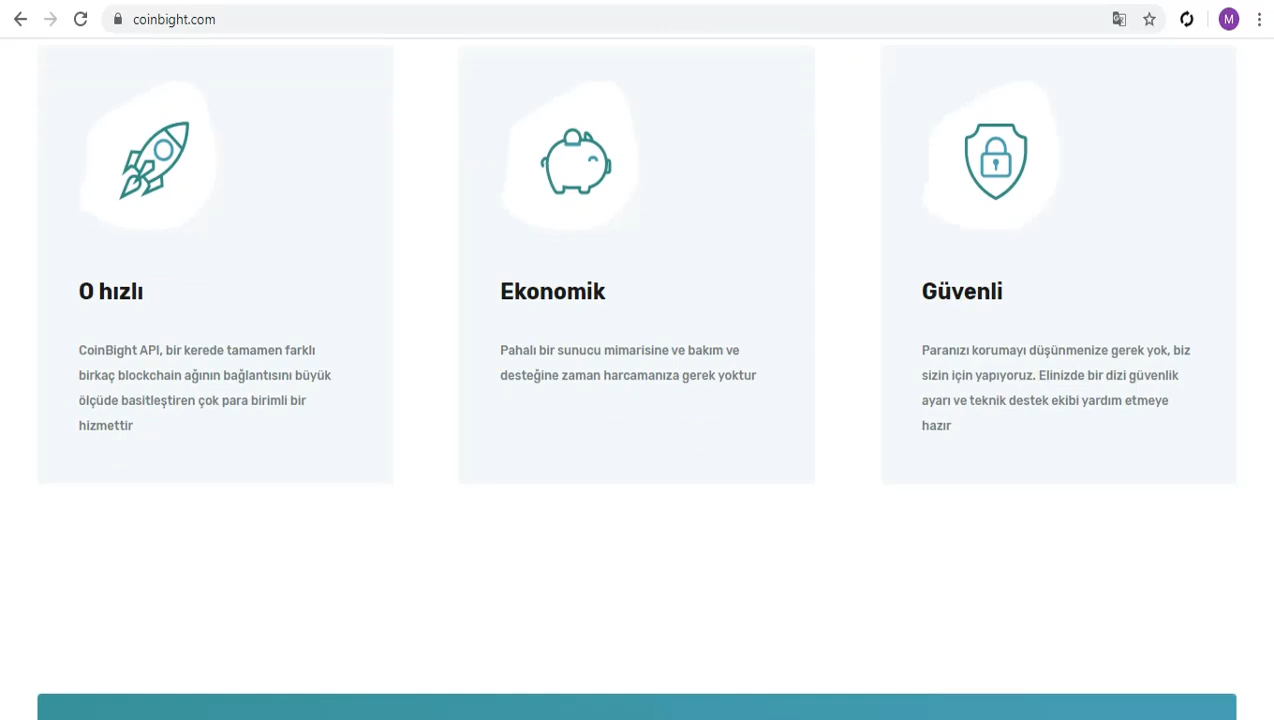 coinbight.com
M
O hızlı
CoinBight API, bir kerede tamamen farklı
birkaç blockchain ağının bağlantısını büyük
ölçüde basitleştiren çok para birimli bir
hizmettir
Ekonomik
Pahalı bir sunucu mimarisine ve bakım ve
desteğine zaman harcamanıza gerek yoktur
Güvenli
Paranızı korumayı düşünmenize gerek yok, biz
sizin için yapıyoruz. Elinizde bir dizi güvenlik
ayarı ve teknik destek ekibi yardım etmeye
hazır